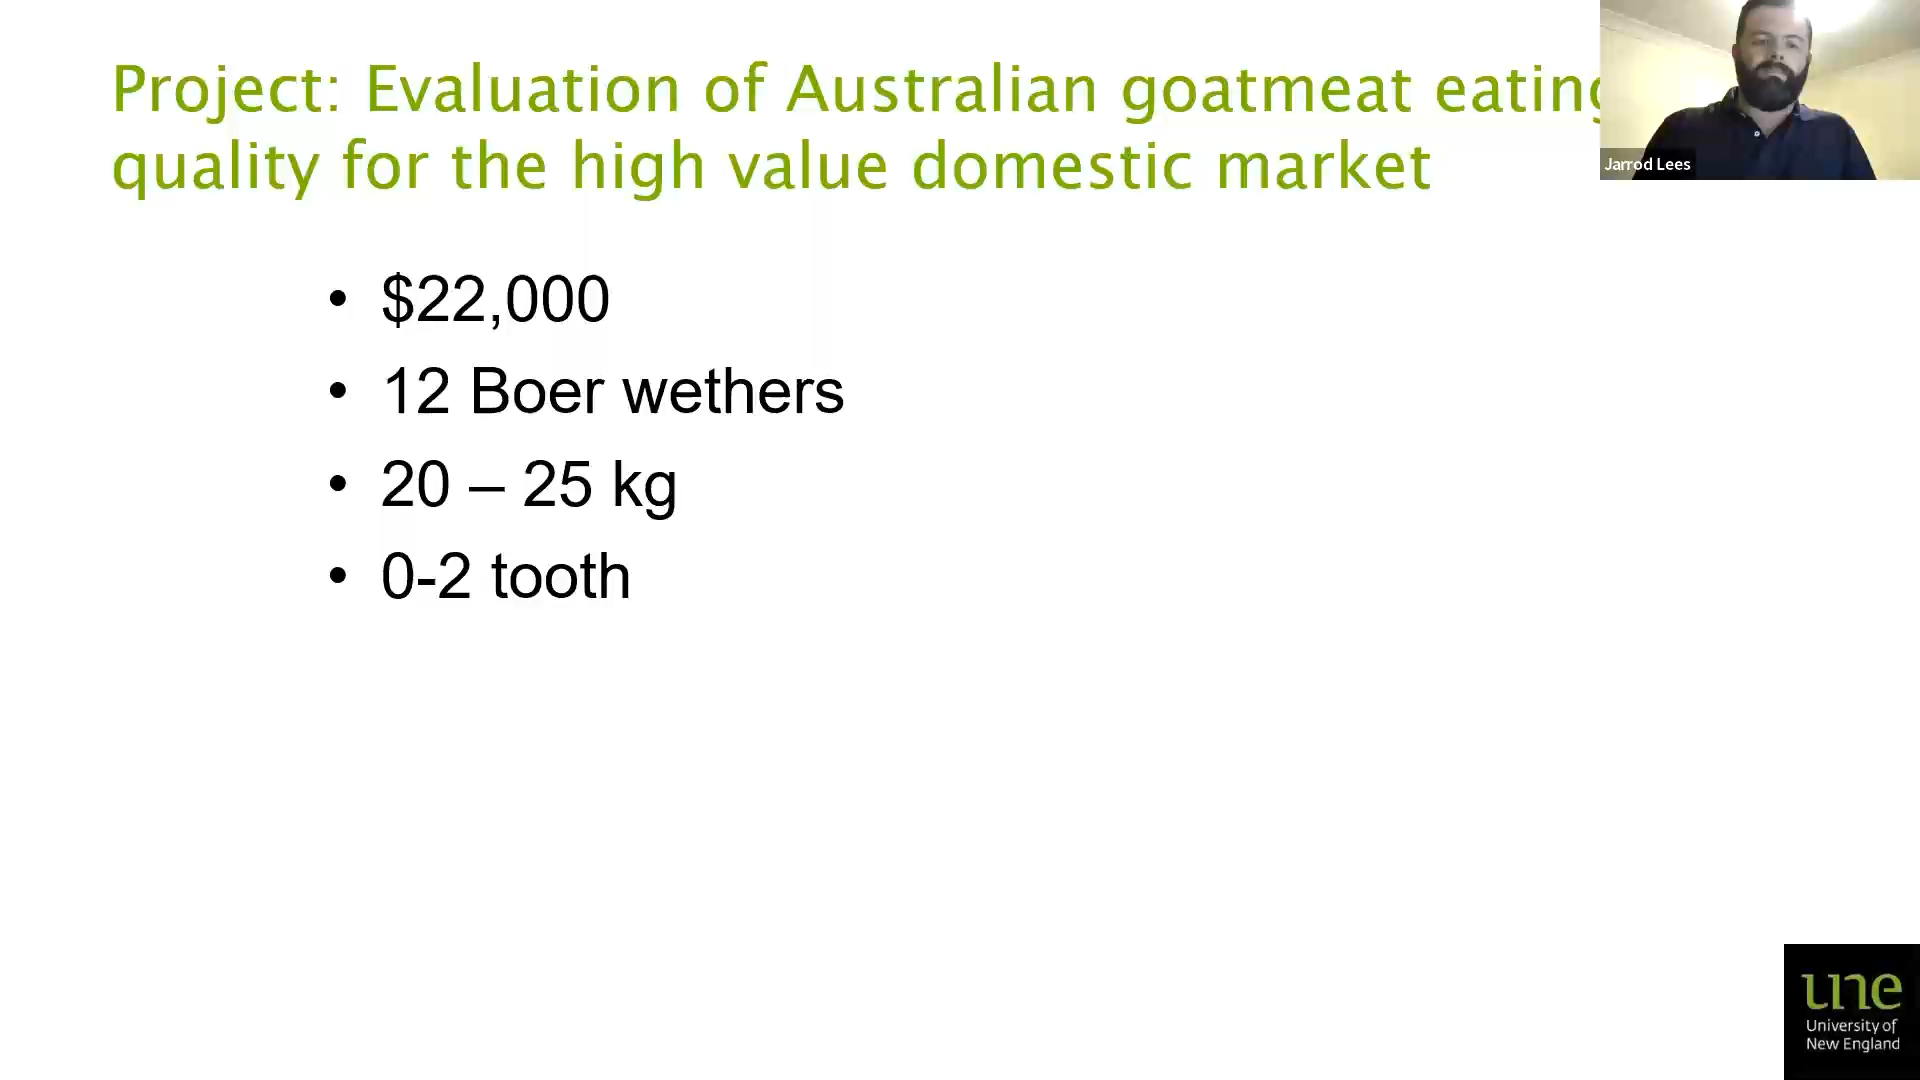 Project: Evaluation of Australian goatmeat eating
quality for the high value domestic market
• $22,000
• 12 Boer wethers
• 20 – 25 kg
• 0-2 tooth
Jarrod Lees
une
University of
New England